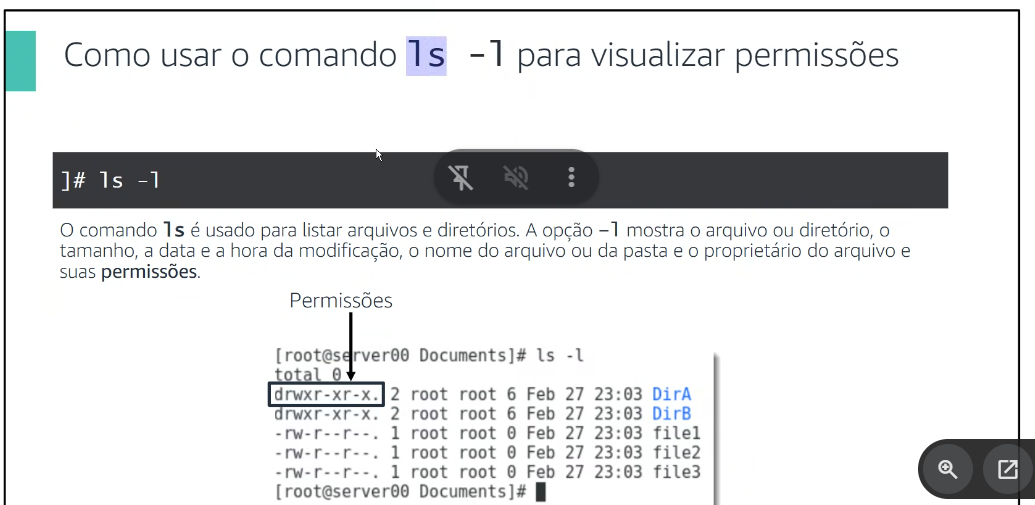 Como usar o comando ls -l para visualizar permissões
]# ls -l
O comando ls é usado para listar arquivos e diretórios. A opção –l mostra o arquivo ou diretório, o
tamanho, a data e a hora da modificação, o nome do arquivo ou da pasta e o proprietário do arquivo e
suas permissões.
Permissões
[root@server00 Documents]# ls -l
total 0
drwxr-xr-x. 2 root root 6 Feb 27 23:03 DirA
drwxr-xr-x. 2 root root 6 Feb 27 23:03 DirB
-rw-r--r--. 1 root root 0 Feb 27 23:03 file1
-rw-r--r--. 1 root root 0 Feb 27 23:03 file2
-rw-r--r--. 1 root root 0 Feb 27 23:03 file3
[root@server00 Documents]#